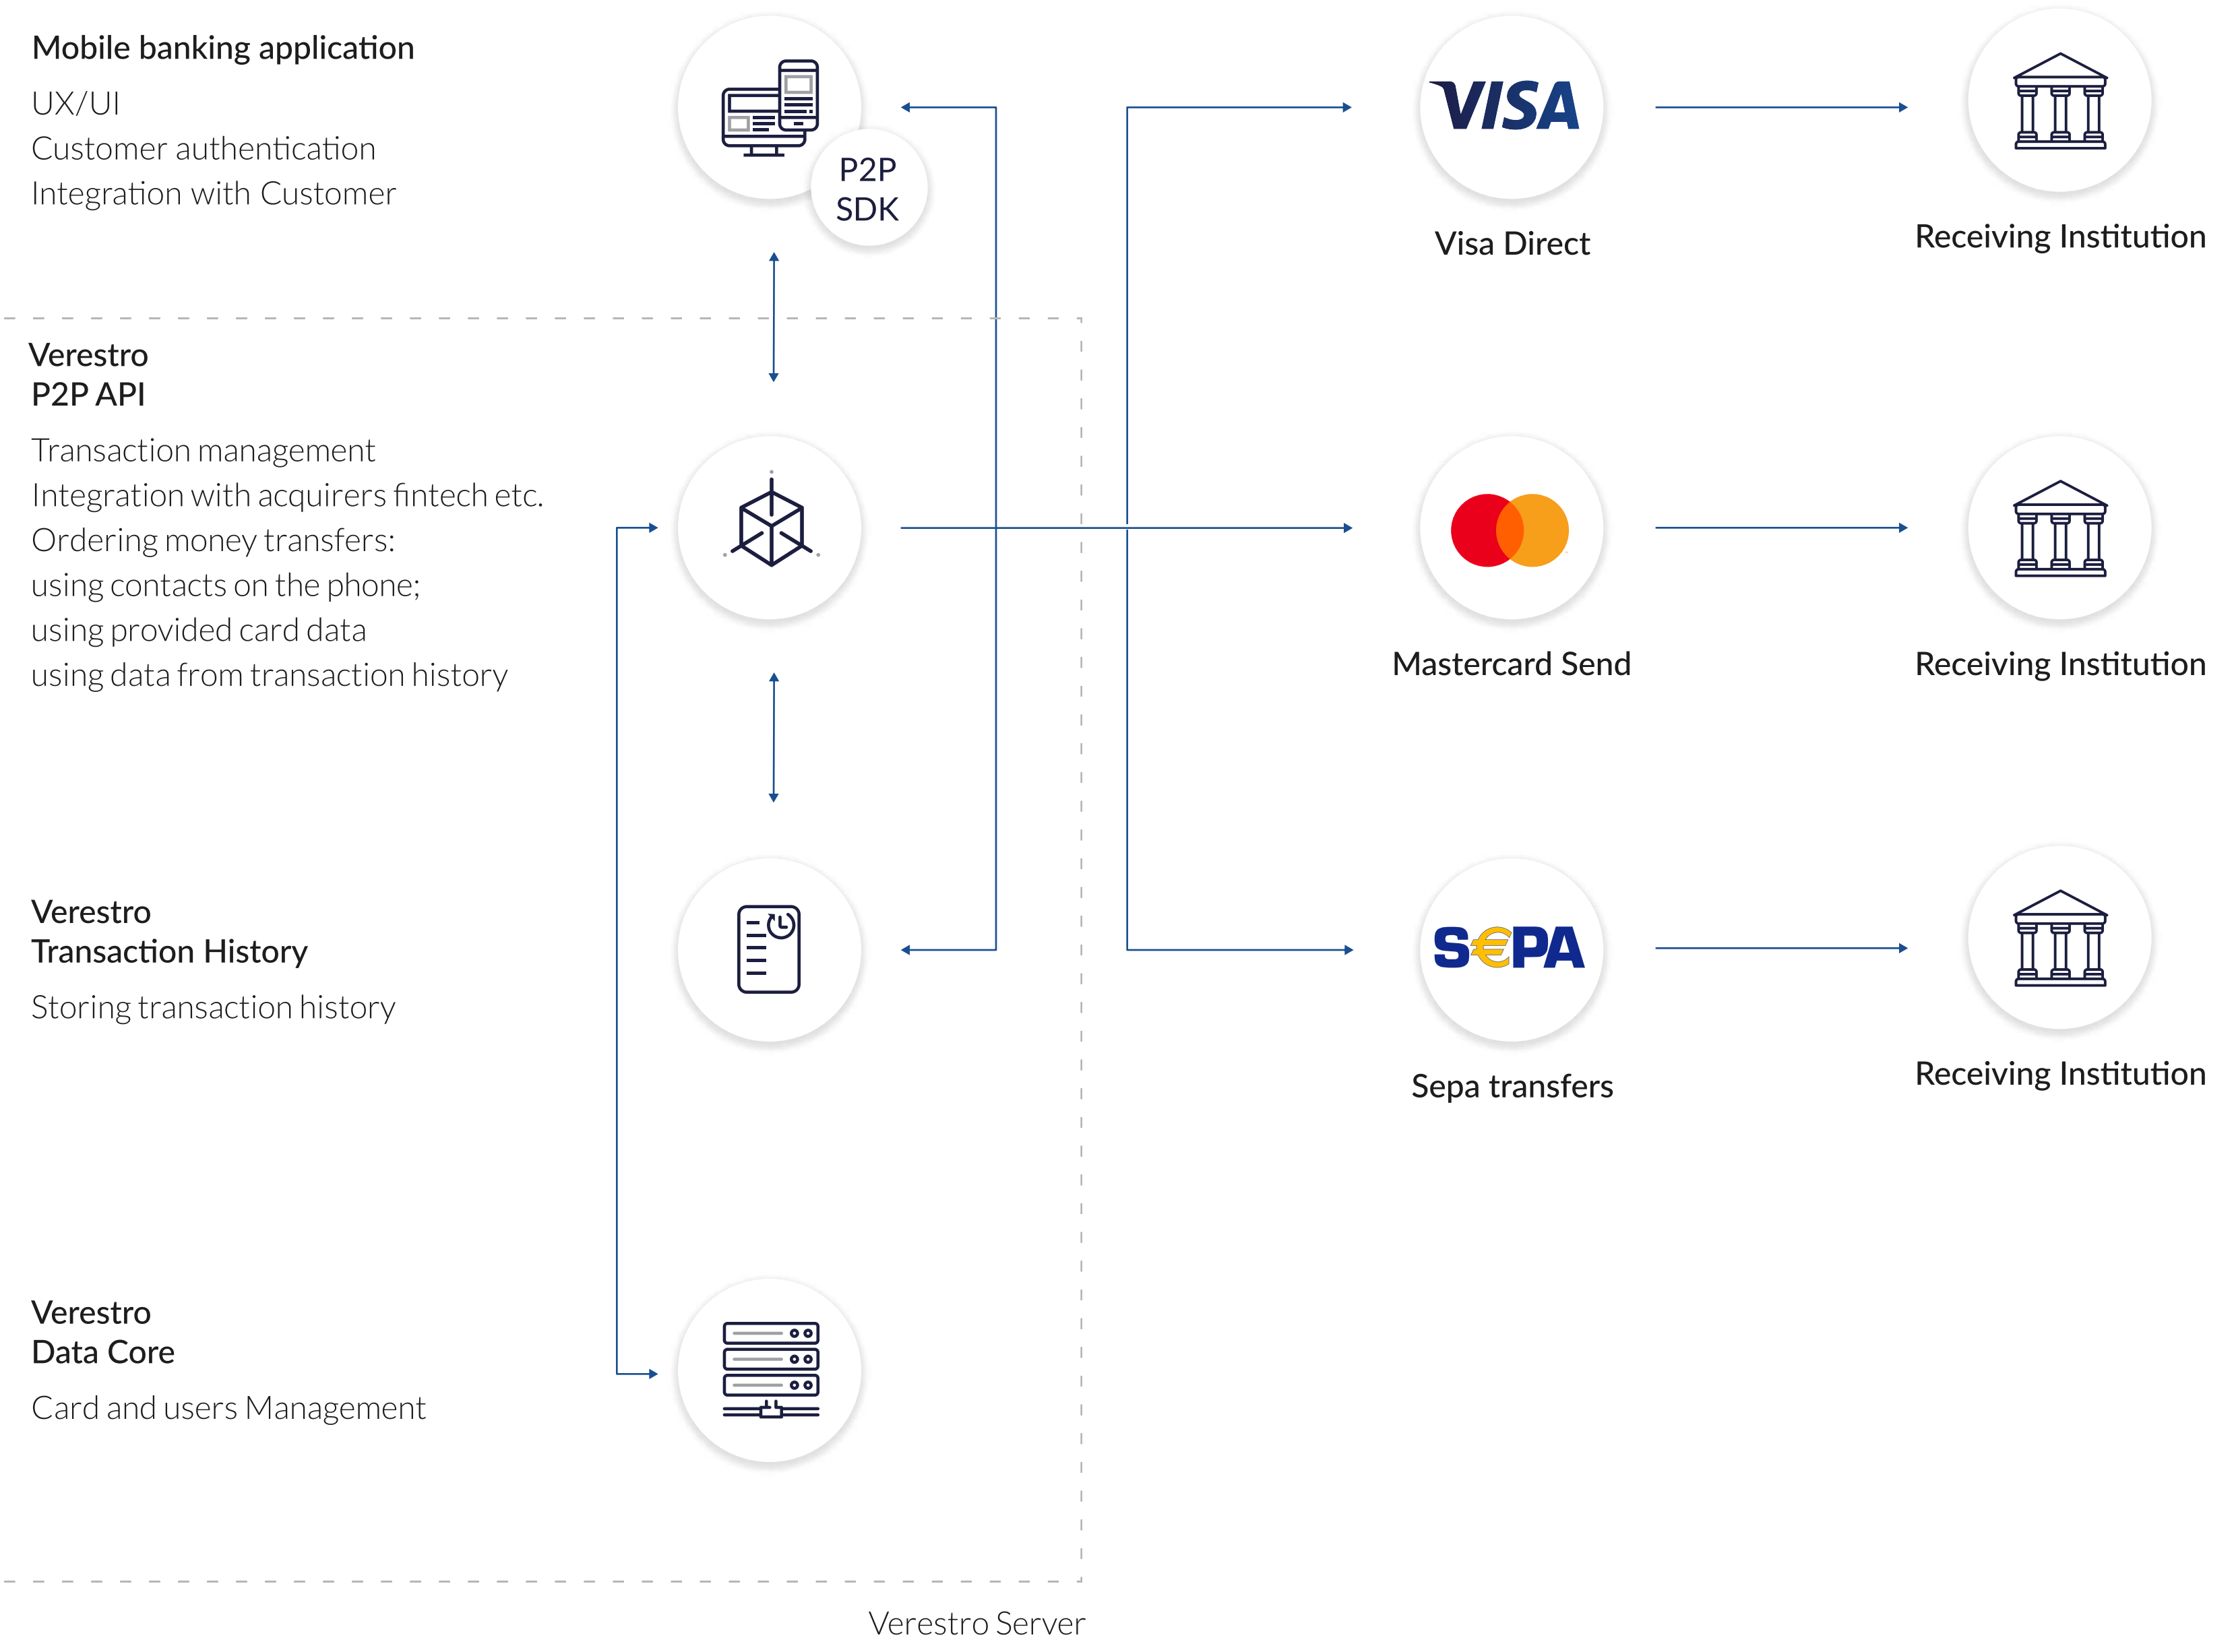 Mobile banking application
UX/UI
Customer authentication
Integration with Customer
P2P
SDK
VISA
Visa Direct
Receiving Institution
Verestro
P2P API
Transaction management
Integration with acquirers fintech etc.
Ordering money transfers:
using contacts on the phone;
using provided card data
using data from transaction history
Mastercard Send
Receiving Institution
Verestro
Transaction History
Storing transaction history
S€PA
Sepa transfers
Receiving Institution
Verestro
Data Core
Card and users Management
Verestro Server